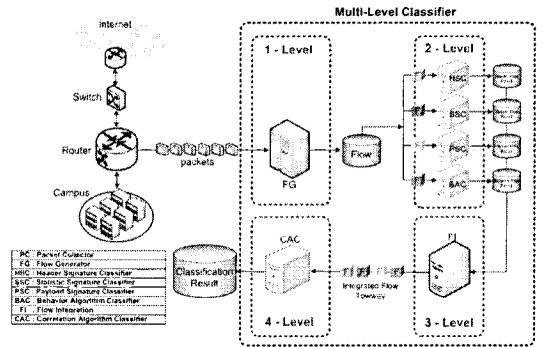 Multi-Level Classifier
Internet
1 - Level
2 - Level
HSC
Switch
SSC
Router
packets
Flow
PSC
FG
Campus
BAC
CAC
FI
PC : Packet Collector
FG : Flow Generator
HSC : Header Signature Classifier
SSC : Statistic Signature Classifier
PSC : Payload Signature Classifier
BAC : Behavior Algorithm Classifier
FI : Flow Integration
CAC : Correlation Algorithm Classifier
Classification
Result
Integrated Flow
4 - Level
3 - Level